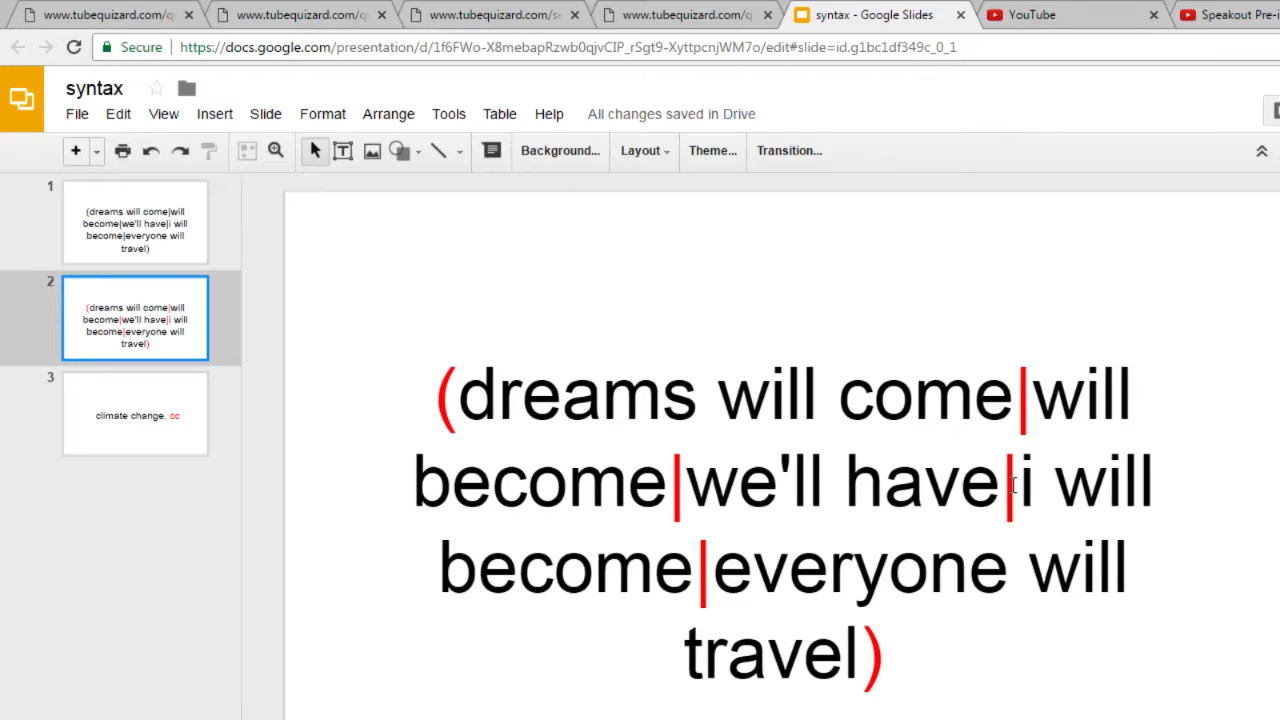 www.tubequizard.com/q
www.tubequizard.com/q
www.tubequizard.com/se
www.tubequizard.com/q
syntax - Google Slides
YouTube
Speakout Pre-i
Secure
https://docs.google.com/presentation/d/1f6FWo-X8mebapRzwb0qjvCIP_rSgt9-XyttpcnjWM7o/edit#slide=id.g1bc1df349c_0_1
syntax
File Edit View Insert Slide Format Arrange Tools Table Help All changes saved in Drive
Background... Layout Theme... Transition...
1
(dreams will come|will
become|we'll have|i will
become|everyone will
travel)
2
(dreams will come|will
become|we'll have|i will
become|everyone will
travel)
3
climate change, cc
(dreams will come|will
become|we'll have|i will
become|everyone will
travel)